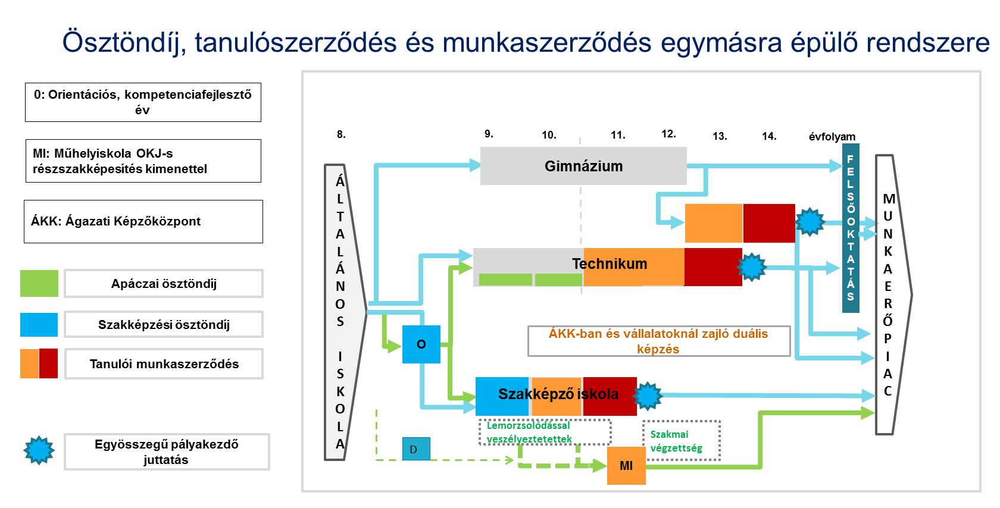 Ösztöndíj, tanulószerződés és munkaszerződés egymásra épülő rendszere
0: Orientációs, kompetenciafejlesztő
év
MI: Műhelyiskola OKJ-s
részszakképesítés kimenettel
ÁKK: Ágazati Képzőközpont
Apáczai ösztöndíj
Szakképzési ösztöndíj
Tanulói munkaszerződés
Egyösszegű pályakezdő
juttatás
8. 9. 10. 11. 12. 13. 14. évfolyam
ÁLTALÁNOS ISKOLA
Gimnázium
Technikum
O
ÁKK-ban és vállalatoknál zajló duális
képzés
Szakképző iskola
Lemorzsolódással
veszélyeztetettek
Szakmai
végzettség
D
MI
FELSŐOKTATÁS
MUNKAERŐPIAC